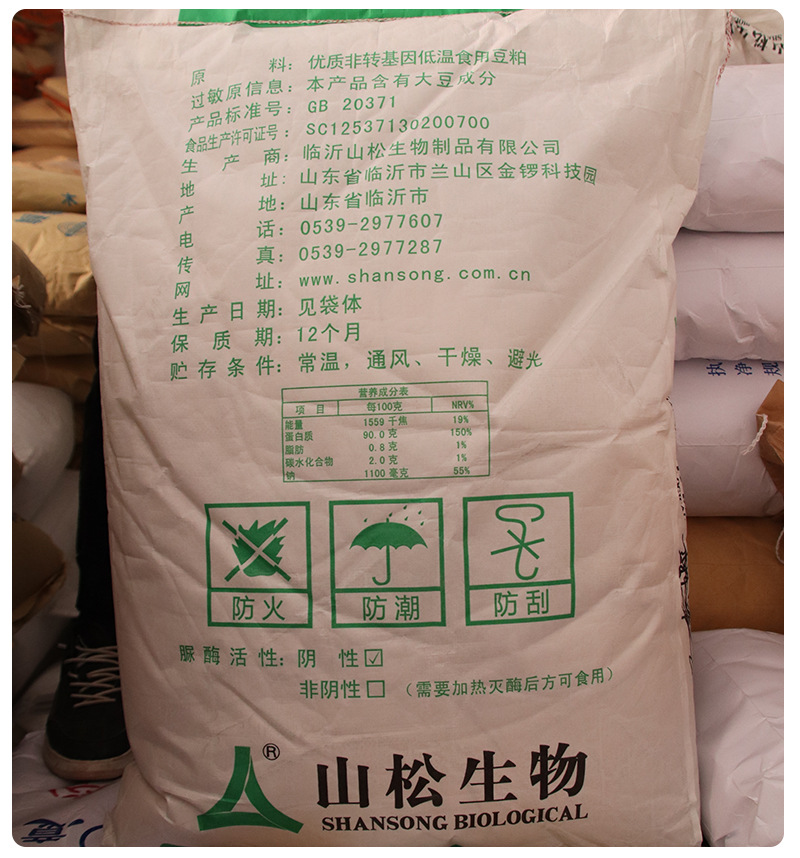 原 料：优质非转基因低温食用豆粕
过敏原信息：本产品含有大豆成分
产品标准号：GB 20371
食品生产许可证号：SC12537130200700
生 产 商：临沂山松生物制品有限公司
地 址：山东省临沂市兰山区金锣科技园
产 地：山东省临沂市
电 话：0539-2977607
传 真：0539-2977287
网 址：www.shansong.com.cn
生产日期：见袋体
保 质 期：12个月
贮存条件：常温，通风、干燥、避光
营养成分表
项 目 每100克 NRV%
能量 1559 千焦 19%
蛋白质 90.0 克 150%
脂肪 0.8 克 1%
碳水化合物 2.0 克 1%
钠 1100 毫克 55%
防火 防潮 防刮
脲酶活性：阴 性☑
非阴性□（需要加热灭酶后方可食用）
®
山松生物
SHANSONG BIOLOGICAL
山松生
执净规
意